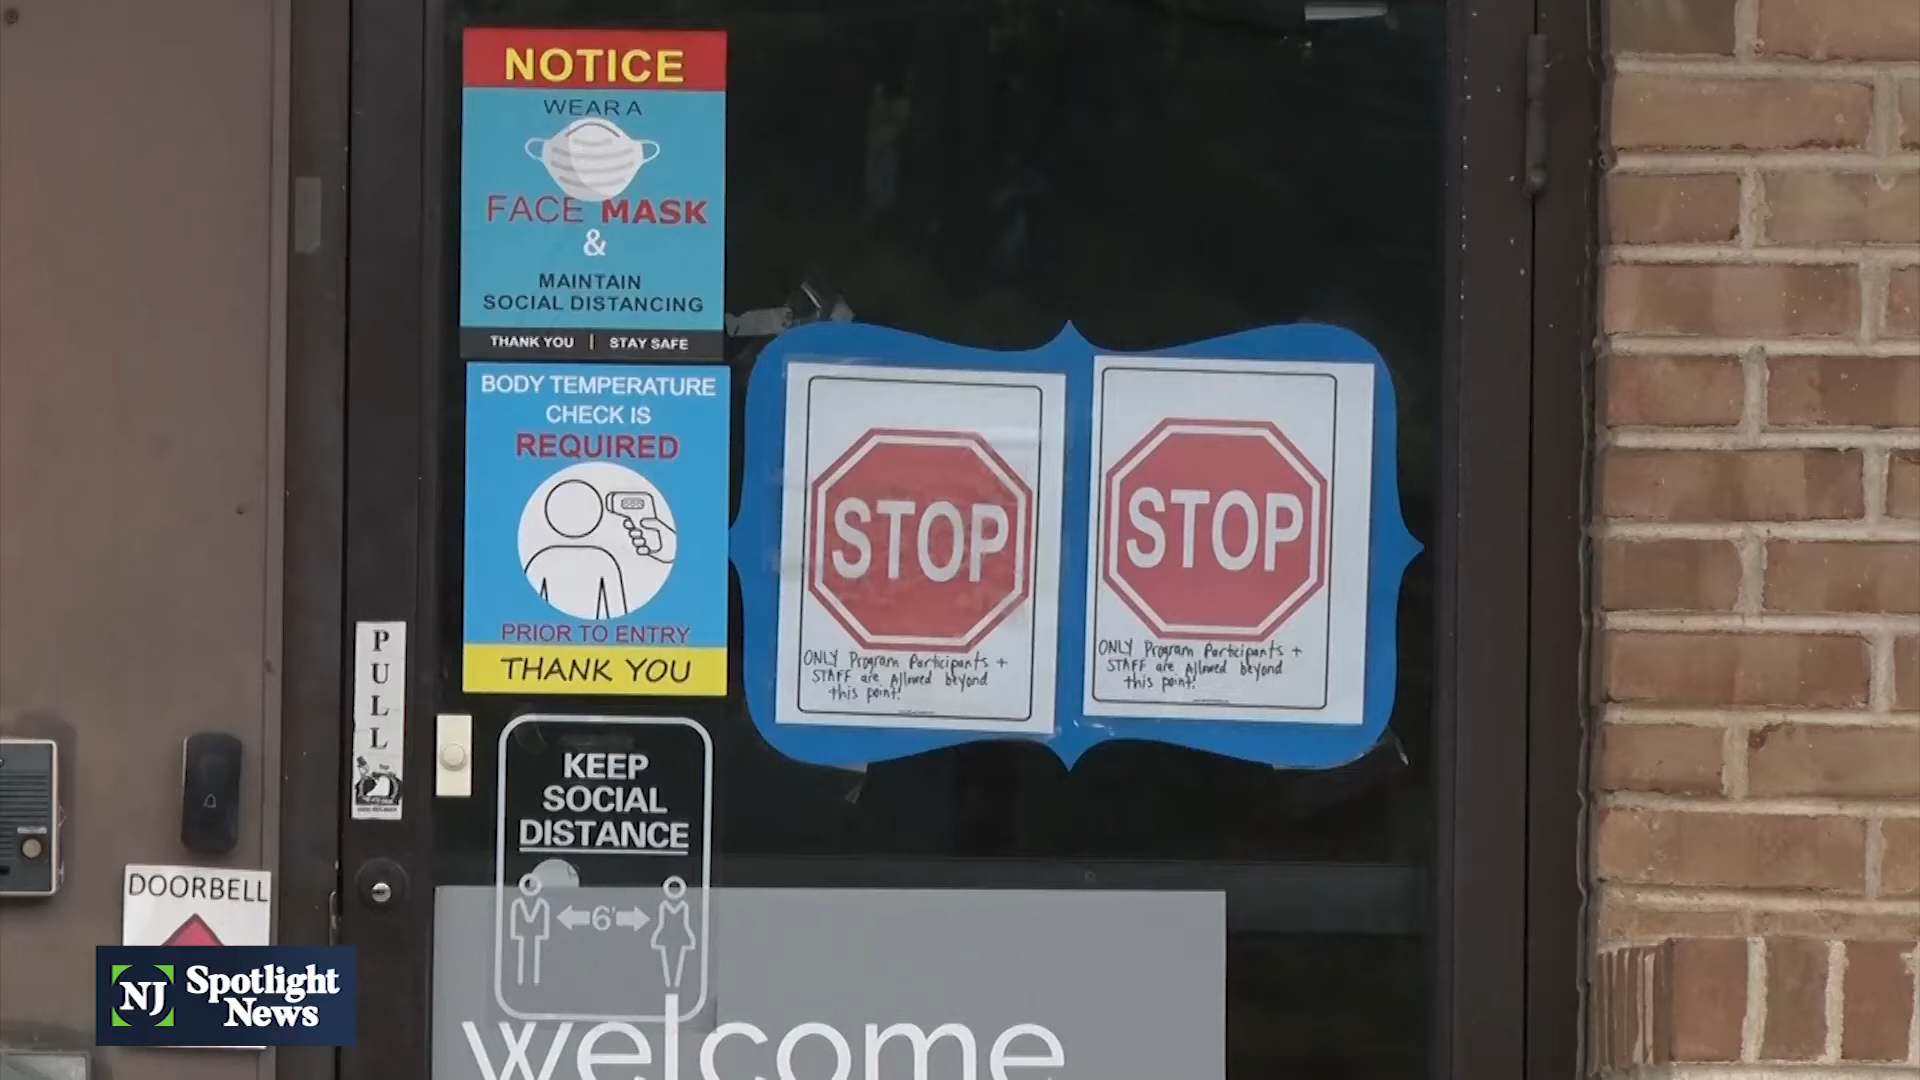 NOTICE
WEAR A
FACE MASK
&
MAINTAIN
SOCIAL DISTANCING
THANK YOU | STAY SAFE
BODY TEMPERATURE
CHECK IS
REQUIRED
PRIOR TO ENTRY
THANK YOU
STOP
ONLY Program Participants +
STAFF are Allowed beyond
this point!
STOP
ONLY Program Participants +
STAFF are Allowed beyond
this point!
PULL
KEEP
SOCIAL
DISTANCE
6'
DOORBELL
welcome
NJ Spotlight
News